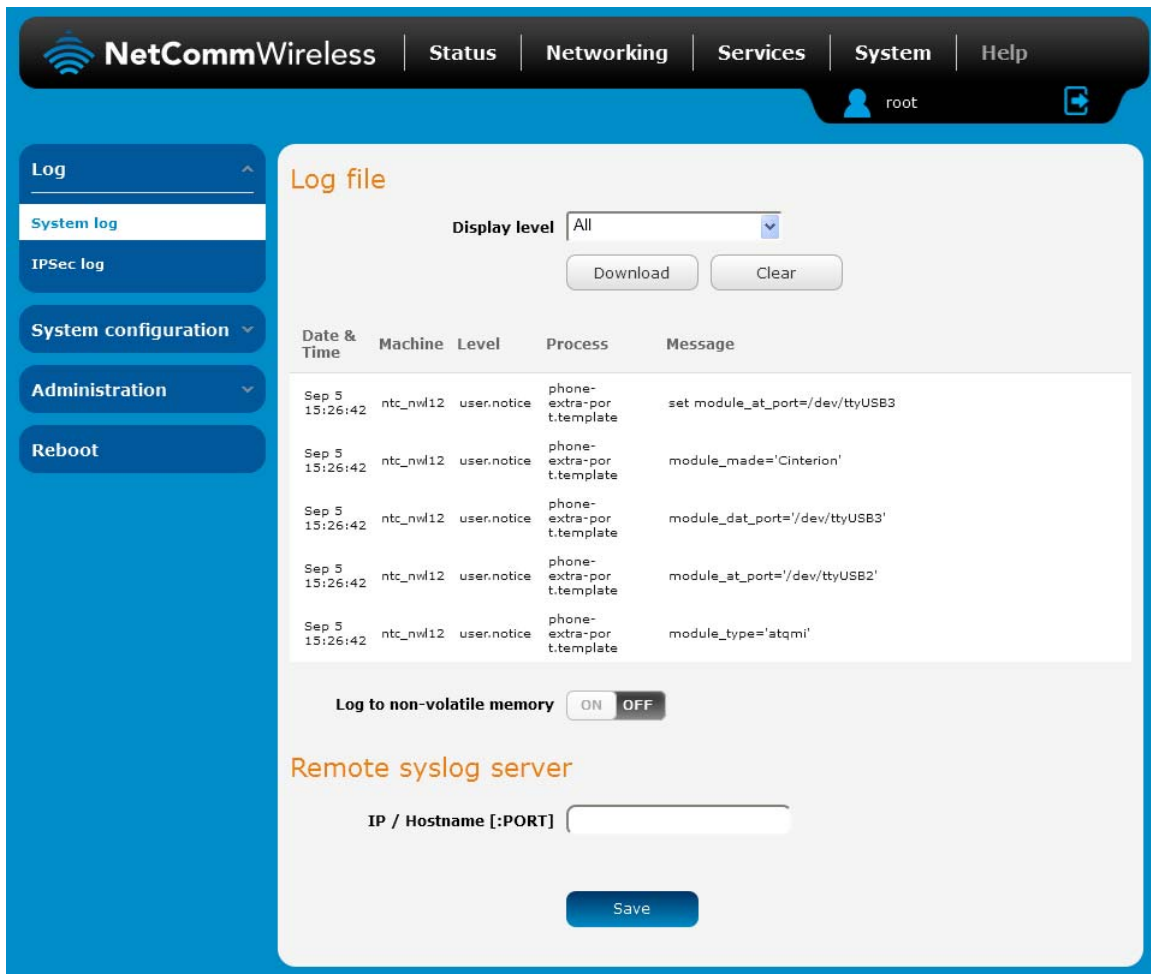 NetCommWireless Status Networking Services System Help
root
Log
System log
IPSec log
System configuration
Administration
Reboot
Log file
Display level All
Download Clear
Date & Time Machine Level Process Message
Sep 5 15:26:42 ntc_nwl12 user.notice phone-extra-port.template set module_at_port=/dev/ttyUSB3
Sep 5 15:26:42 ntc_nwl12 user.notice phone-extra-port.template module_made='Cinterion'
Sep 5 15:26:42 ntc_nwl12 user.notice phone-extra-port.template module_dat_port='/dev/ttyUSB3'
Sep 5 15:26:42 ntc_nwl12 user.notice phone-extra-port.template module_at_port='/dev/ttyUSB2'
Sep 5 15:26:42 ntc_nwl12 user.notice phone-extra-port.template module_type='atqmi'
Log to non-volatile memory ON OFF
Remote syslog server
IP / Hostname [:PORT]
Save